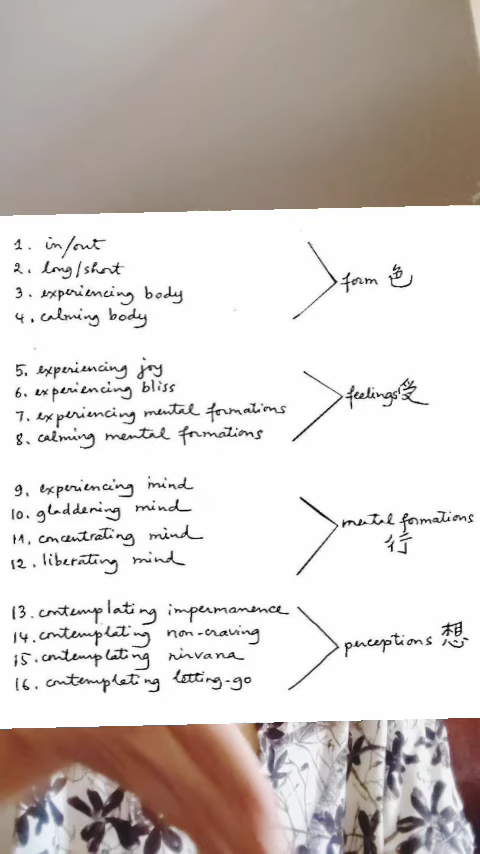 1. in/out
2. long/short
3. experiencing body
4. calming body
form 色
5. experiencing joy
6. experiencing bliss
7. experiencing mental formations
8. calming mental formations
feelings 受
9. experiencing mind
10. gladdening mind
11. concentrating mind
12. liberating mind
mental formations
行
13. contemplating impermanence
14. contemplating non-craving
15. contemplating nirvana
16. contemplating letting-go
perceptions 想